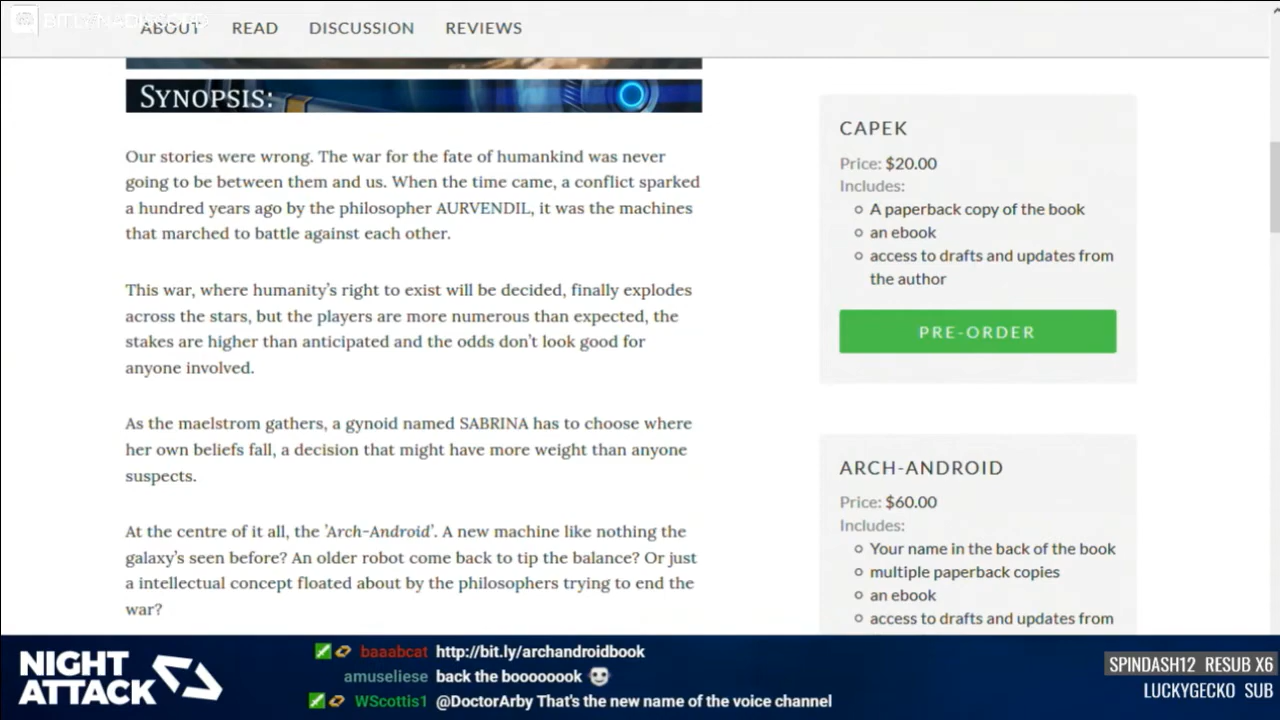 ABOUT
READ
DISCUSSION
REVIEWS
SYNOPSIS:
Our stories were wrong. The war for the fate of humankind was never
going to be between them and us. When the time came, a conflict sparked
a hundred years ago by the philosopher AURVENDIL, it was the machines
that marched to battle against each other.
This war, where humanity's right to exist will be decided, finally explodes
across the stars, but the players are more numerous than expected, the
stakes are higher than anticipated and the odds don't look good for
anyone involved.
As the maelstrom gathers, a gynoid named SABRINA has to choose where
her own beliefs fall, a decision that might have more weight than anyone
suspects.
At the centre of it all, the 'Arch-Android'. A new machine like nothing the
galaxy's seen before? An older robot come back to tip the balance? Or just
a intellectual concept floated about by the philosophers trying to end the
war?
CAPEK
Price: $20.00
Includes:
A paperback copy of the book
an ebook
access to drafts and updates from
the author
PRE-ORDER
ARCH-ANDROID
Price: $60.00
Includes:
Your name in the back of the book
multiple paperback copies
an ebook
access to drafts and updates from
NIGHT
ATTACK
baaabcat http://bit.ly/archandroidbook
amuseliese back the boooooook
WScottis1 @DoctorArby That's the new name of the voice channel
SPINDASH12 RESUB X6
LUCKYGECKO SUB